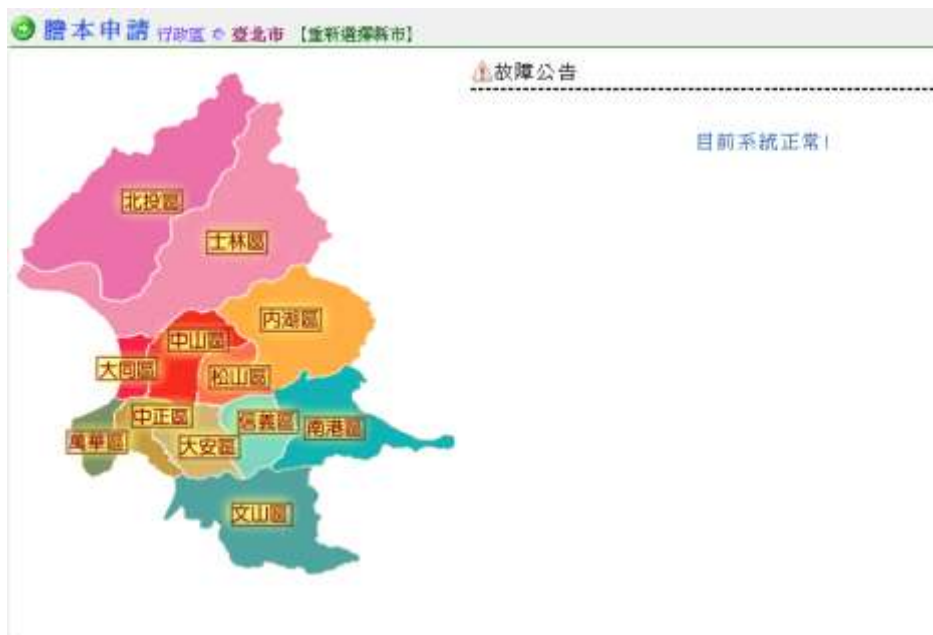 謄本申請 行政區 臺北市 【重新選擇縣市】
故障公告
目前系統正常!
北投區
士林區
內湖區
中山區
大同區
松山區
中正區
信義區
南港區
萬華區
大安區
文山區